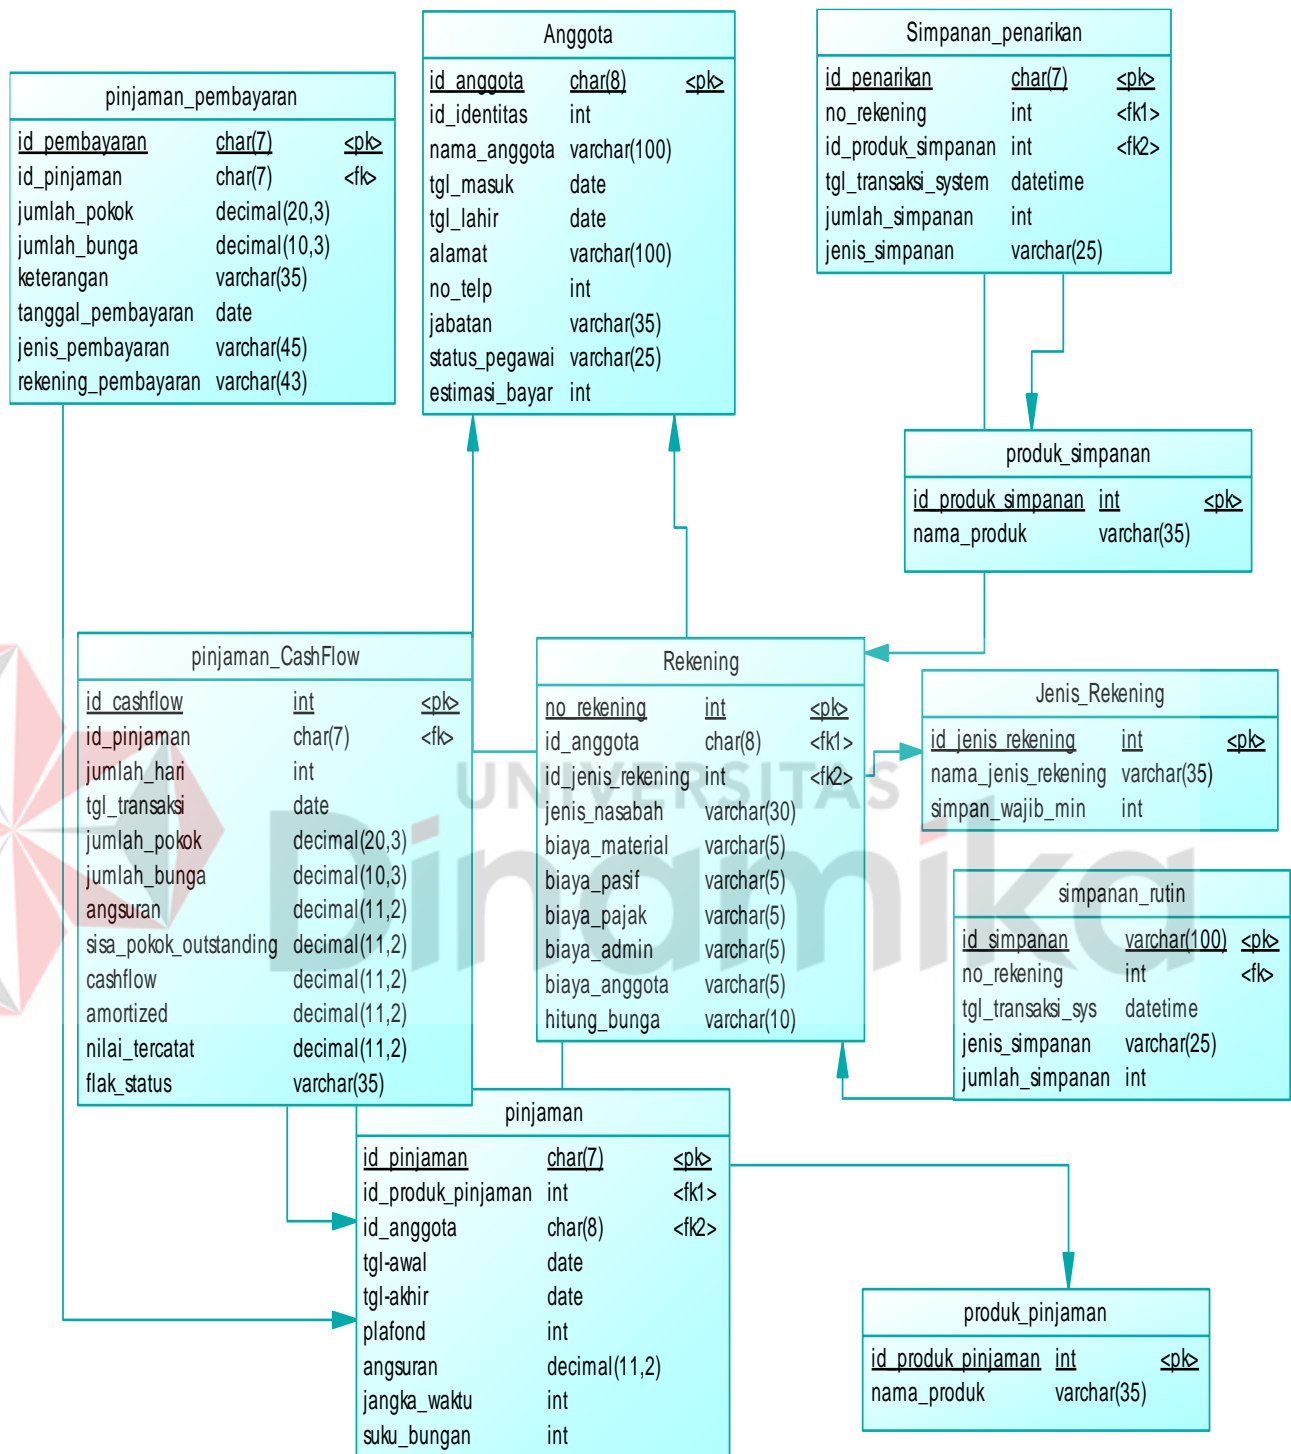 pinjaman_pembayaran
id_pembayaran char(7) <pk>
id_pinjaman char(7) <fk>
jumlah_pokok decimal(20,3)
jumlah_bunga decimal(10,3)
keterangan varchar(35)
tanggal_pembayaran date
jenis_pembayaran varchar(45)
rekening_pembayaran varchar(43)
Anggota
id_anggota char(8) <pk>
id_identitas int
nama_anggota varchar(100)
tgl_masuk date
tgl_lahir date
alamat varchar(100)
no_telp int
jabatan varchar(35)
status_pegawai varchar(25)
estimasi_bayar int
Simpanan_penarikan
id_penarikan char(7) <pk>
no_rekening int <fk1>
id_produk_simpanan int <fk2>
tgl_transaksi_system datetime
jumlah_simpanan int
jenis_simpanan varchar(25)
produk_simpanan
id_produk_simpanan int <pk>
nama_produk varchar(35)
pinjaman_CashFlow
id_cashflow int <pk>
id_pinjaman char(7) <fk>
jumlah_hari int
tgl_transaksi date
jumlah_pokok decimal(20,3)
jumlah_bunga decimal(10,3)
angsuran decimal(11,2)
sisa_pokok_outstanding decimal(11,2)
cashflow decimal(11,2)
amortized decimal(11,2)
nilai_tercatat decimal(11,2)
flak_status varchar(35)
Rekening
no_rekening int <pk>
id_anggota char(8) <fk1>
id_jenis_rekening int <fk2>
jenis_nasabah varchar(30)
biaya_material varchar(5)
biaya_pasif varchar(5)
biaya_pajak varchar(5)
biaya_admin varchar(5)
biaya_anggota varchar(5)
hitung_bunga varchar(10)
Jenis_Rekening
id_jenis_rekening int <pk>
nama_jenis_rekening varchar(35)
simpan_wajib_min int
UNIVERSITAS
Dinamika
simpanan_rutin
id_simpanan varchar(100) <pk>
no_rekening int <fk>
tgl_transaksi_sys datetime
jenis_simpanan varchar(25)
jumlah_simpanan int
pinjaman
id_pinjaman char(7) <pk>
id_produk_pinjaman int <fk1>
id_anggota char(8) <fk2>
tgl-awal date
tgl-akhir date
plafond int
angsuran decimal(11,2)
jangka_waktu int
suku_bungan int
produk_pinjaman
id_produk_pinjaman int <pk>
nama_produk varchar(35)